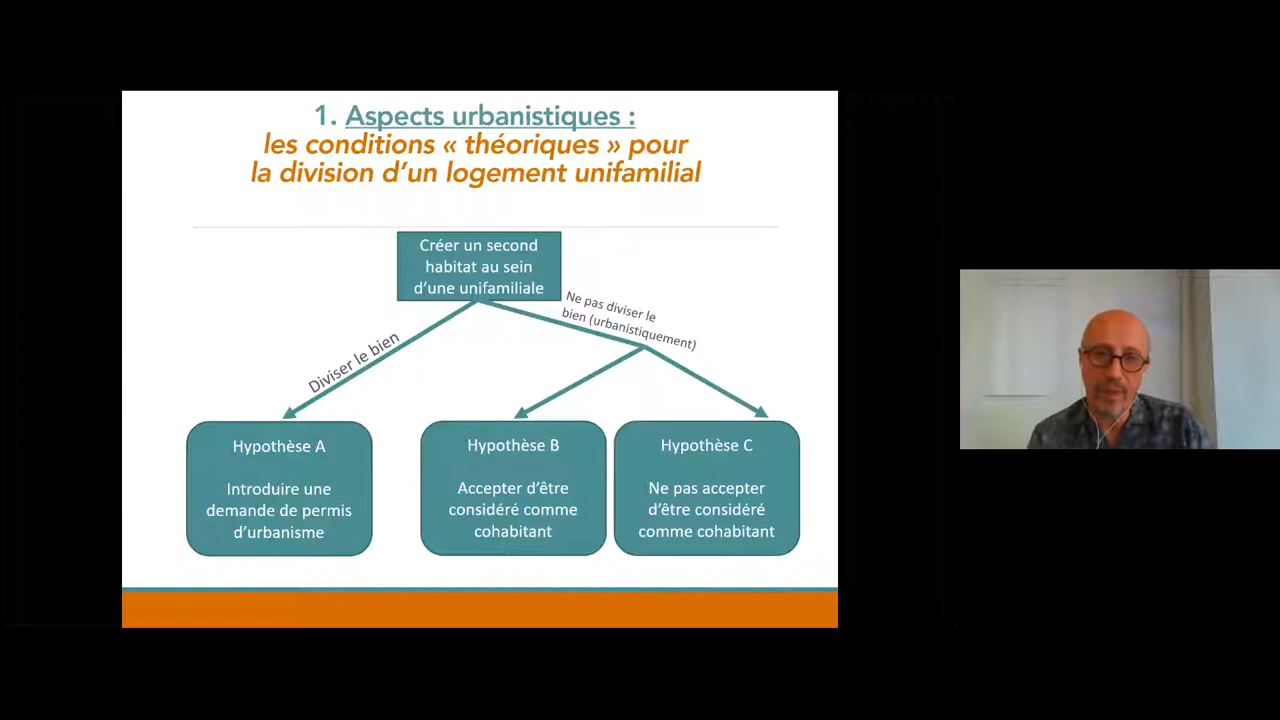 1. Aspects urbanistiques :
les conditions « théoriques » pour
la division d’un logement unifamilial
Créer un second
habitat au sein
d’une unifamiliale
Diviser le bien
Ne pas diviser le
bien (urbanistiquement)
Hypothèse A
Introduire une
demande de permis
d’urbanisme
Hypothèse B
Accepter d’être
considéré comme
cohabitant
Hypothèse C
Ne pas accepter
d’être considéré
comme cohabitant